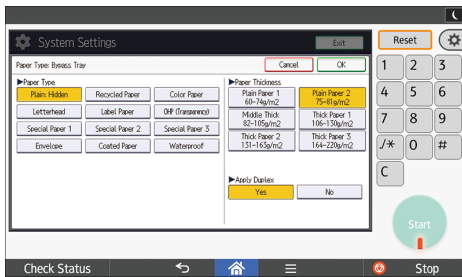 Reset
System Settings
Exit
Paper Type: Bypass Tray
Cancel
OK
►Paper Type
Plain: Hidden
Recycled Paper
Color Paper
Letterhead
Label Paper
OHP (Transparency)
Special Paper 1
Special Paper 2
Special Paper 3
Envelope
Coated Paper
Waterproof
►Paper Thickness
Plain Paper 1
60-74g/m2
Plain Paper 2
75-81g/m2
Middle Thick
82-105g/m2
Thick Paper 1
106-130g/m2
Thick Paper 2
131-163g/m2
Thick Paper 3
164-220g/m2
►Apply Duplex
Yes
No
1
2
3
4
5
6
7
8
9
./*
0
#
C
Start
Check Status
Stop